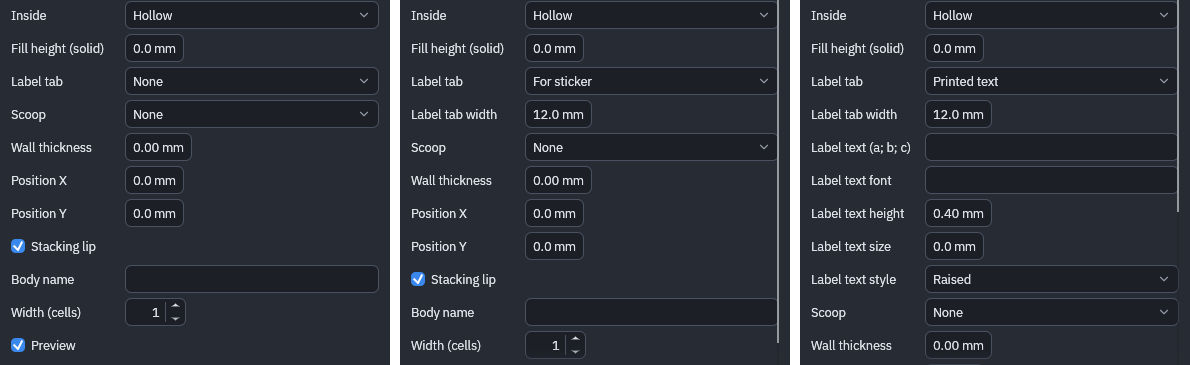 Inside Hollow
Fill height (solid) 0.0 mm
Label tab None
Scoop None
Wall thickness 0.00 mm
Position X 0.0 mm
Position Y 0.0 mm
Stacking lip
Body name
Width (cells) 1
Preview
Inside Hollow
Fill height (solid) 0.0 mm
Label tab For sticker
Label tab width 12.0 mm
Scoop None
Wall thickness 0.00 mm
Position X 0.0 mm
Position Y 0.0 mm
Stacking lip
Body name
Width (cells) 1
Inside Hollow
Fill height (solid) 0.0 mm
Label tab Printed text
Label tab width 12.0 mm
Label text (a; b; c)
Label text font
Label text height 0.40 mm
Label text size 0.0 mm
Label text style Raised
Scoop None
Wall thickness 0.00 mm